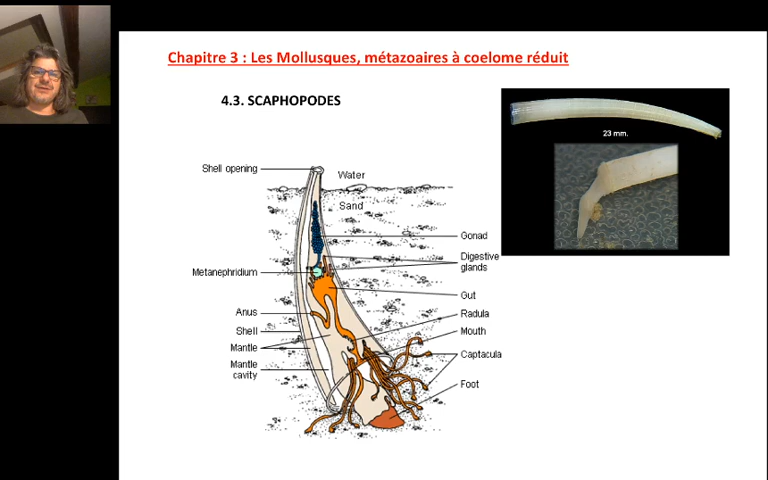 Chapitre 3 : Les Mollusques, métazoaires à coelome réduit
4.3. SCAPHOPODES
23 mm.
Shell opening
Water
Sand
Gonad
Digestive
glands
Metanephridium
Gut
Anus
Radula
Shell
Mouth
Mantle
Captacula
Mantle
cavity
Foot